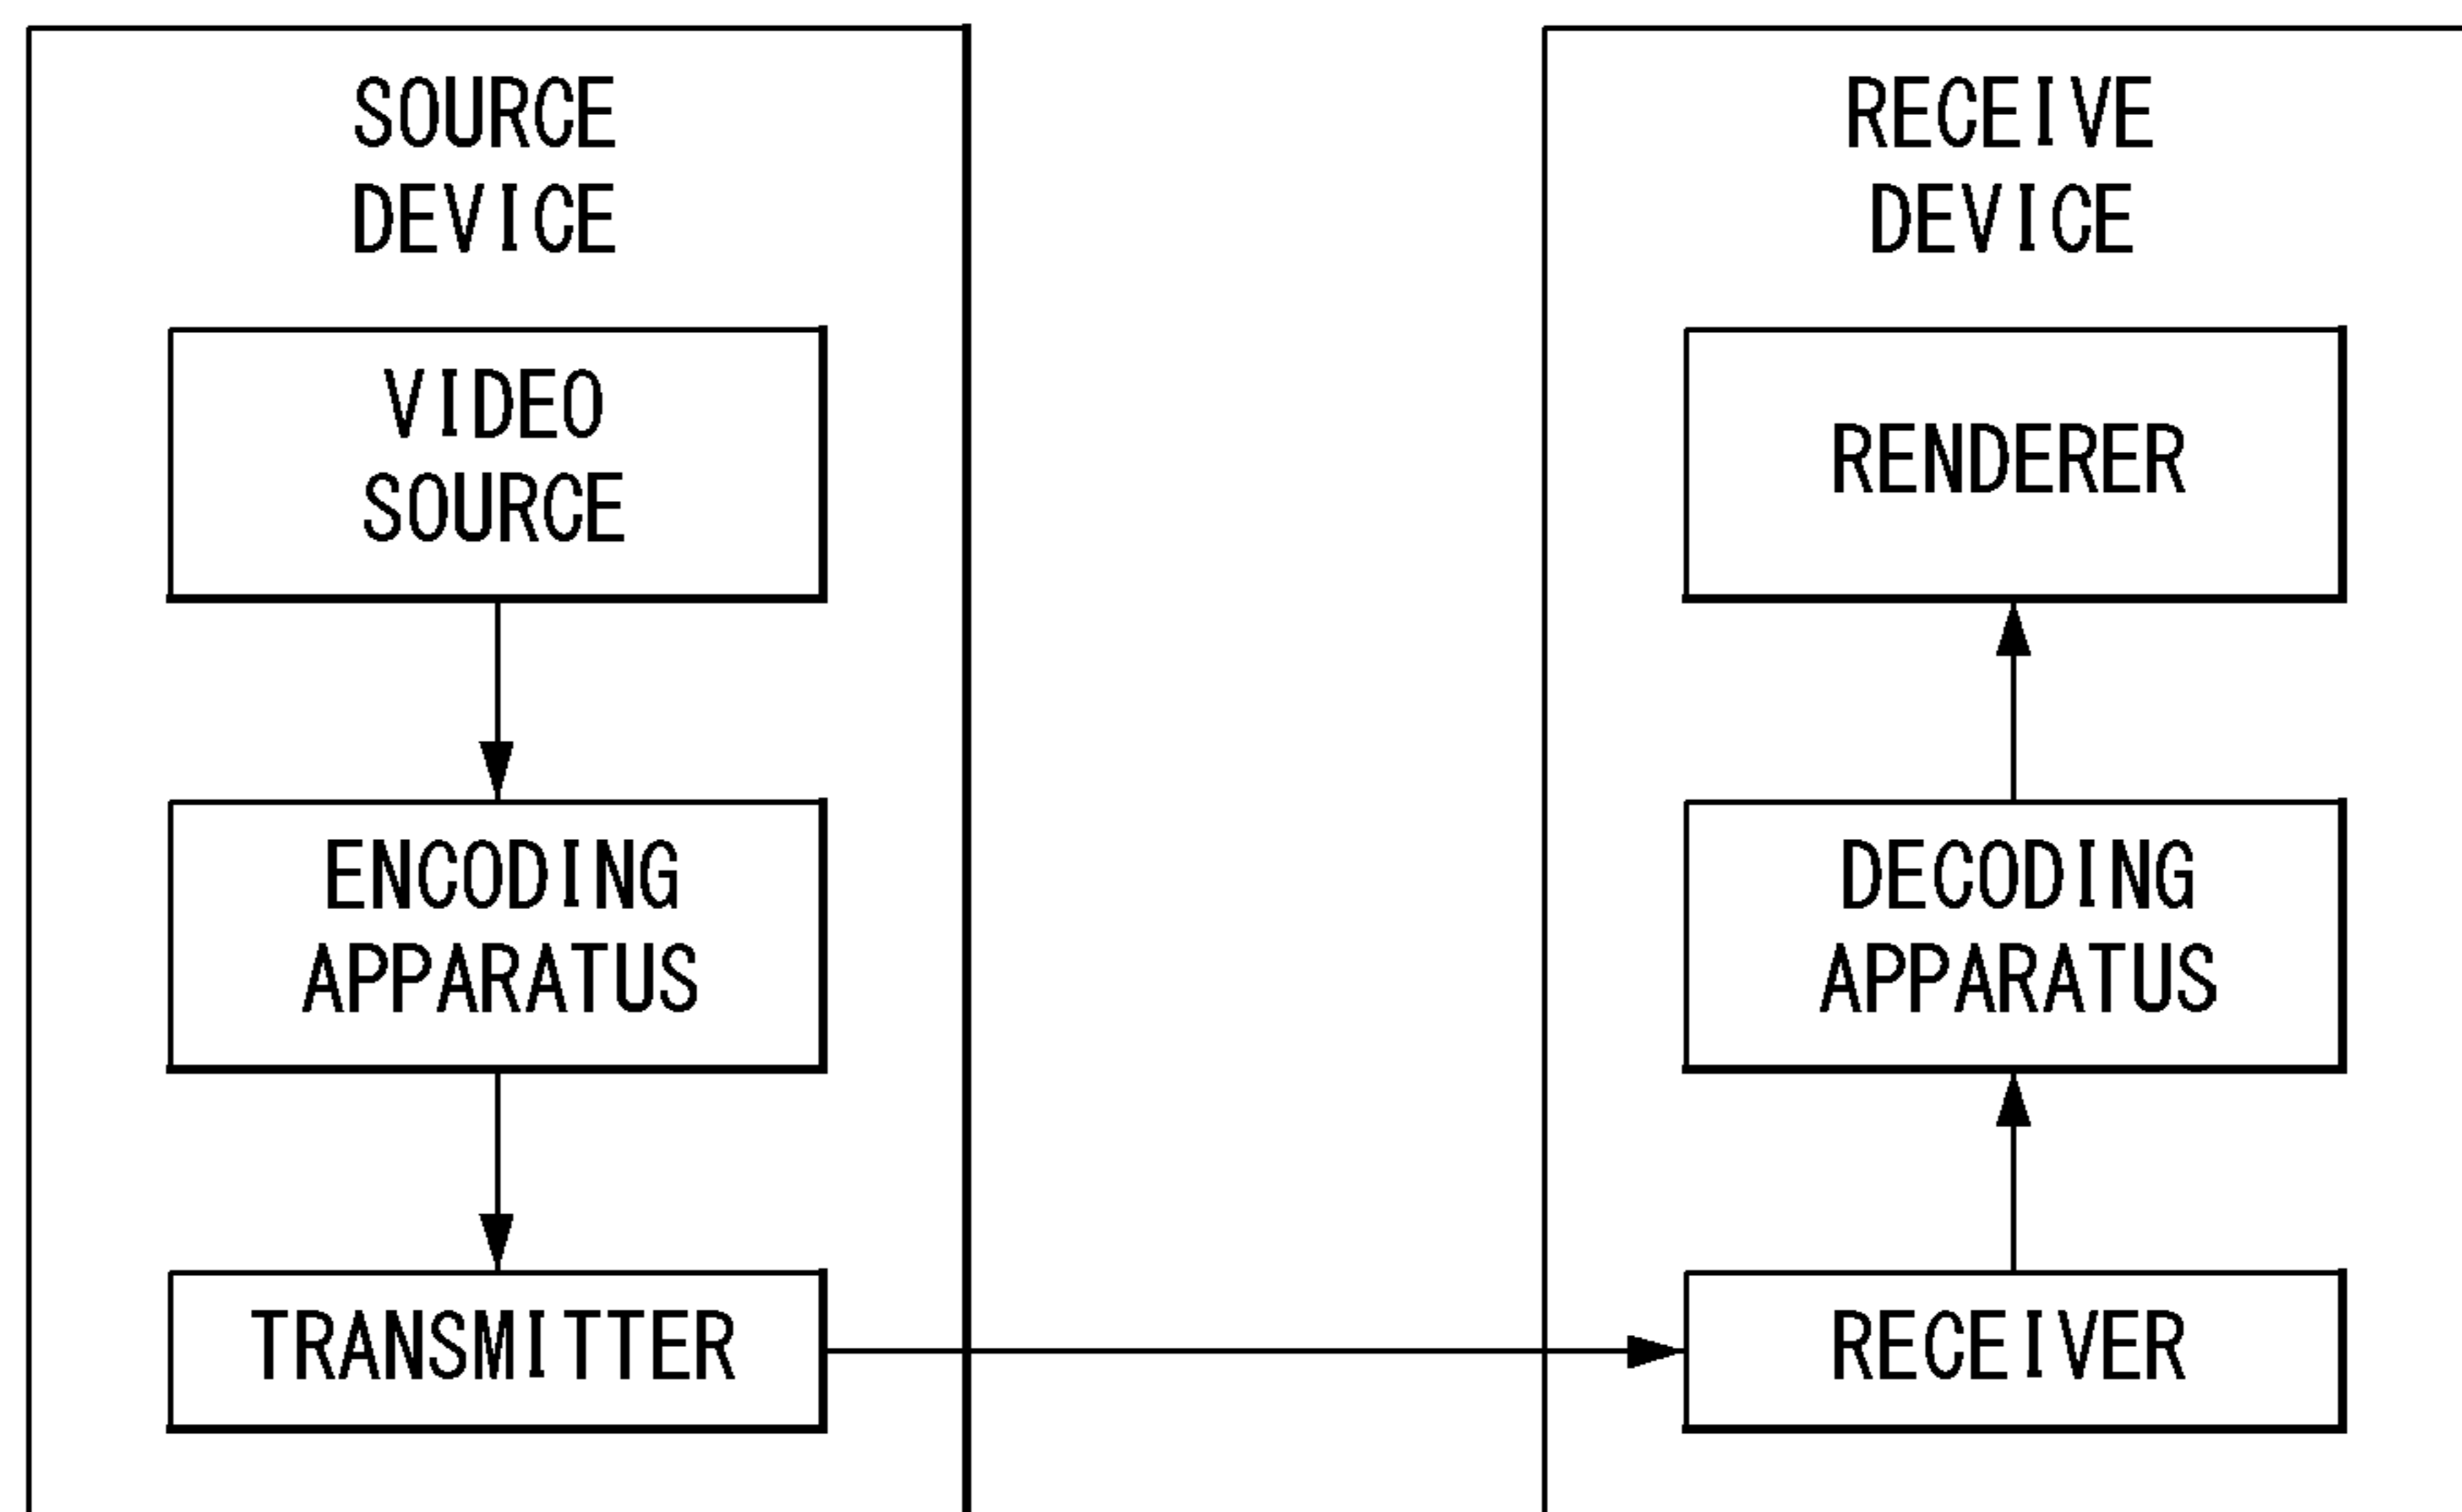 SOURCE
DEVICE
VIDEO
SOURCE
ENCODING
APPARATUS
TRANSMITTER
RECEIVE
DEVICE
RENDERER
DECODING
APPARATUS
RECEIVER